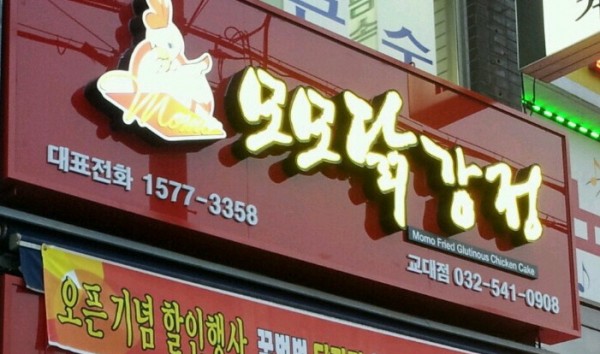 모모닭강정
Momo Fried Glutinous Chicken Cake
대표전화 1577-3358
교대점 032-541-0908
오픈기념 할인행사